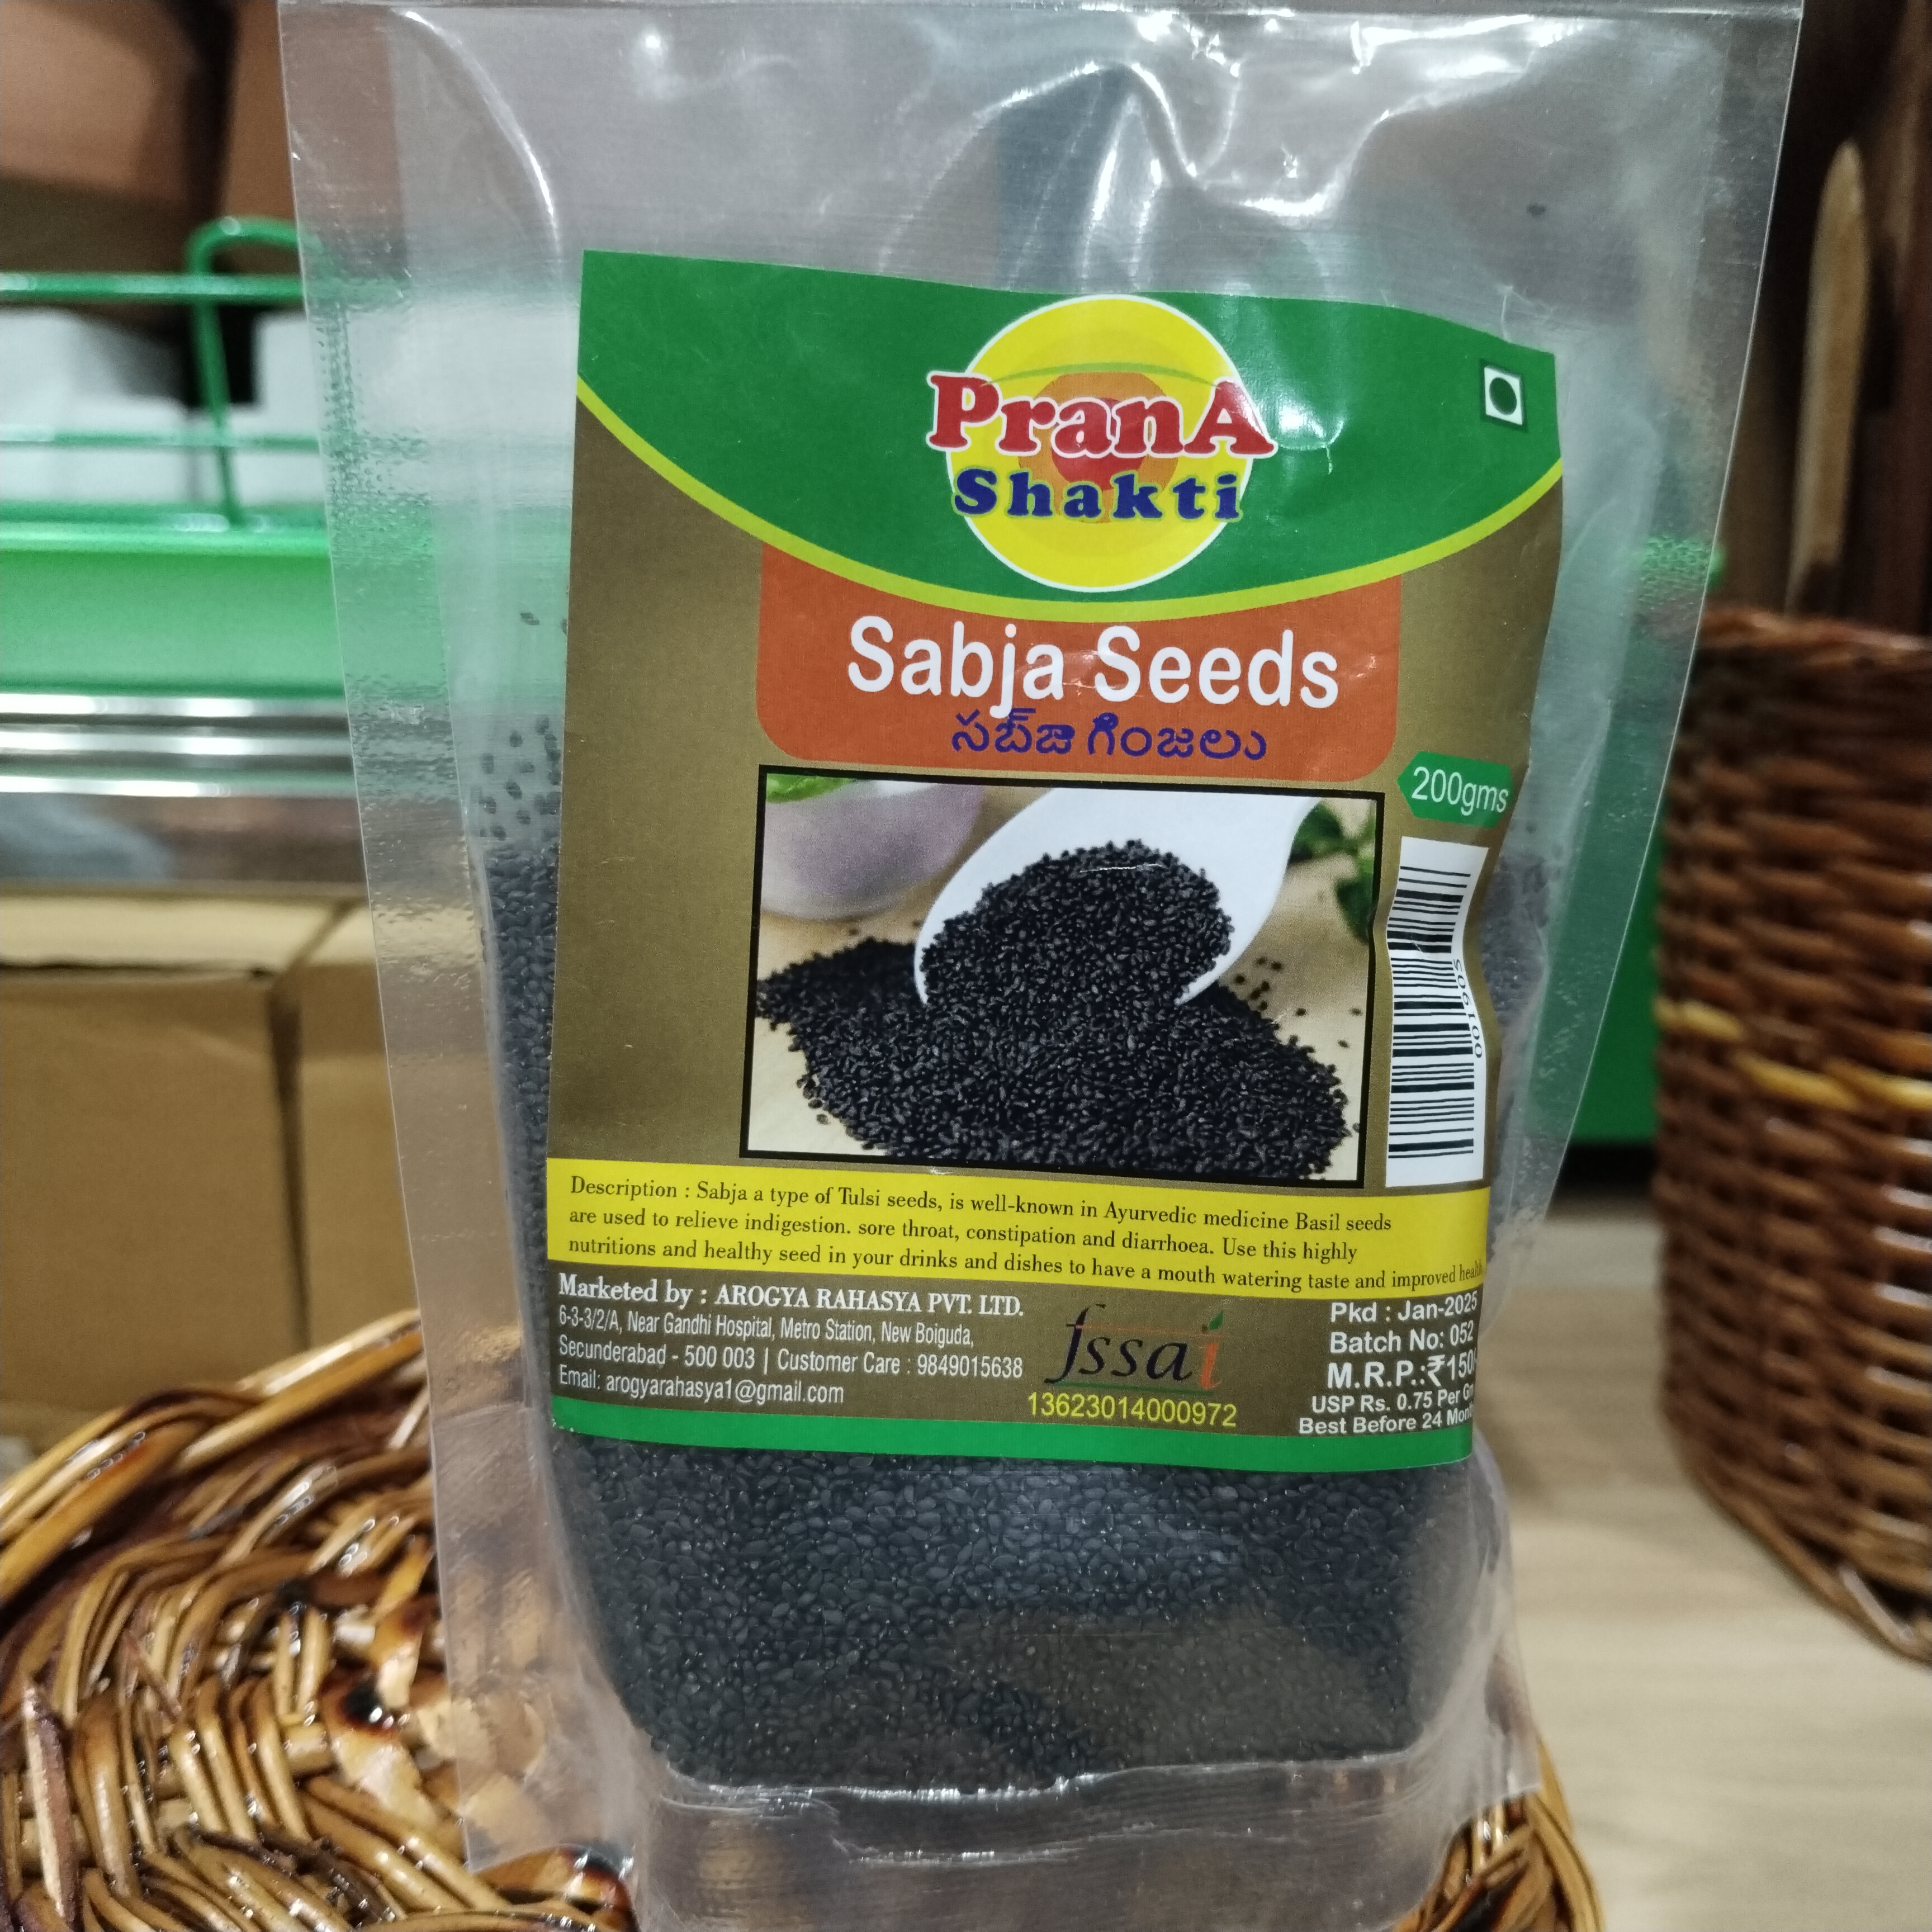 PranA
Shakti
Sabja Seeds
సబ్జా గింజలు
200gms
001905
Description : Sabja a type of Tulsi seeds, is well-known in Ayurvedic medicine Basil seeds
are used to relieve indigestion. sore throat, constipation and diarrhoea. Use this highly
nutritions and healthy seed in your drinks and dishes to have a mouth watering taste and improved
Marketed by : AROGYA RAHASYA PVT. LTD.
6-3-3/2/A, Near Gandhi Hospital, Metro Station, New Boiguda,
Secunderabad - 500 003 | Customer Care : 9849015638
Email: arogyarahasya1@gmail.com
fssai
13623014000972
Pkd : Jan-2025
Batch No: 052
M.R.P.:₹150
USP Rs. 0.75 Per
Best Before 24